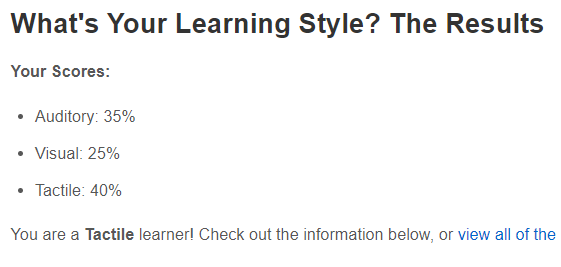 What's Your Learning Style? The Results
Your Scores:
Auditory: 35%
Visual: 25%
Tactile: 40%
You are a Tactile learner! Check out the information below, or view all of the